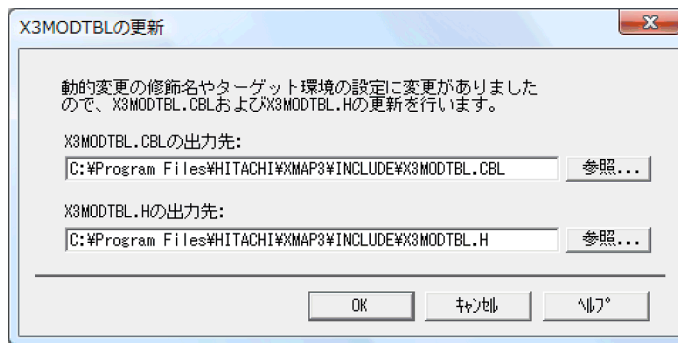 X3MODTBLの更新
動的変更の修飾名やターゲット環境の設定に変更がありました
ので、X3MODTBL.CBLおよびX3MODTBL.Hの更新を行います。
X3MODTBL.CBLの出力先:
C:¥Program Files¥HITACHI¥XMAP3¥INCLUDE¥X3MODTBL.CBL 参照...
X3MODTBL.Hの出力先:
C:¥Program Files¥HITACHI¥XMAP3¥INCLUDE¥X3MODTBL.H 参照...
OK ｷｬﾝｾﾙ ﾍﾙﾌﾟ